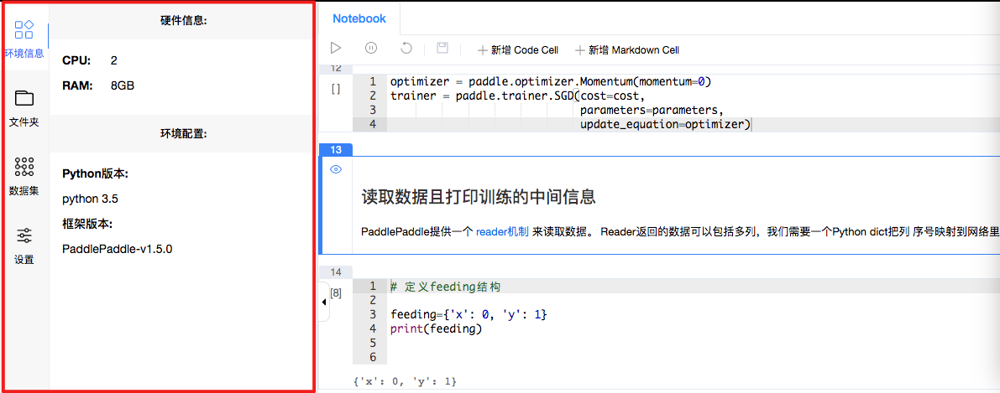 环境信息
文件夹
数据集
设置
硬件信息:
CPU: 2
RAM: 8GB
环境配置:
Python版本:
python 3.5
框架版本:
PaddlePaddle-v1.5.0
Notebook
新增 Code Cell 新增 Markdown Cell
12
[]
1 optimizer = paddle.optimizer.Momentum(momentum=0)
2 trainer = paddle.trainer.SGD(cost=cost,
3 parameters=parameters,
4 update_equation=optimizer)
13
读取数据且打印训练的中间信息
PaddlePaddle提供一个 reader机制 来读取数据。 Reader返回的数据可以包括多列，我们需要一个Python dict把列 序号映射到网络里
14
[8]
1 # 定义feeding结构
2
3 feeding={'x': 0, 'y': 1}
4 print(feeding)
5
6
{'x': 0, 'y': 1}